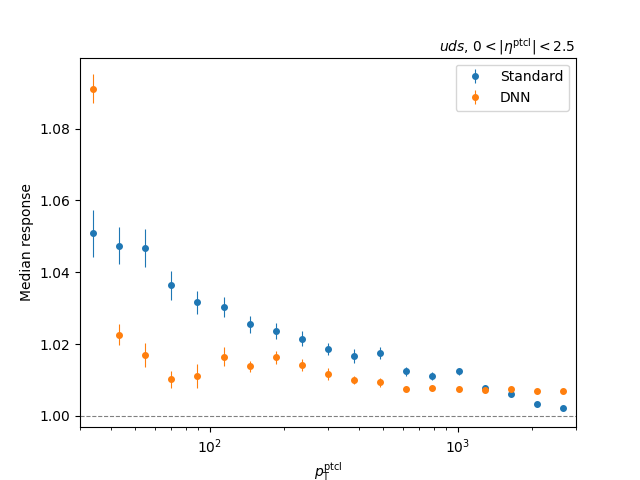 uds, 0 < |η^ptcl| < 2.5
Standard
DNN
Median response
1.08
1.06
1.04
1.02
1.00
10^2
10^3
p_T^ptcl